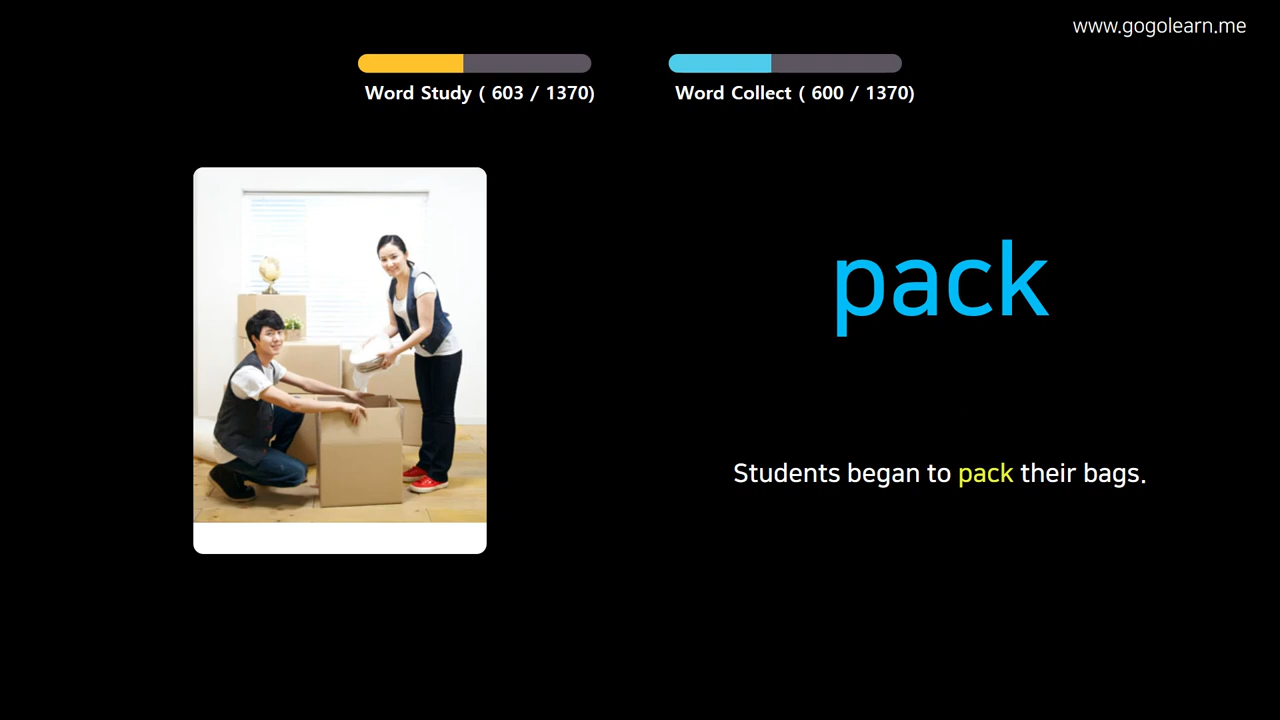 www.gogolearn.me
Word Study ( 603 / 1370)
Word Collect ( 600 / 1370)
pack
Students began to pack their bags.